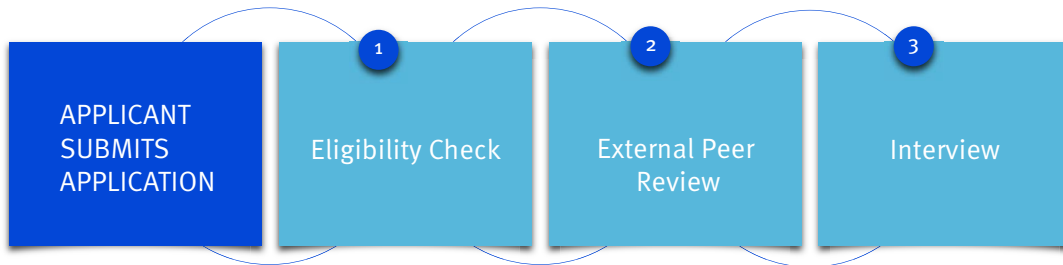 APPLICANT
SUBMITS
APPLICATION
1
Eligibility Check
2
External Peer
Review
3
Interview